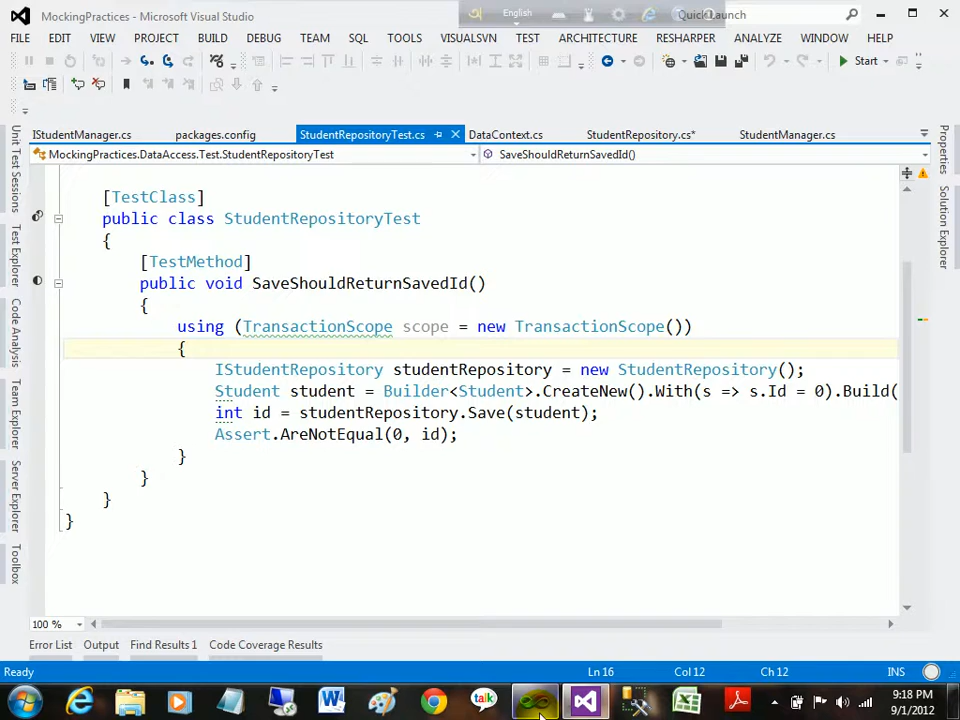 MockingPractices - Microsoft Visual Studio
English
Quick Launch
FILE EDIT VIEW PROJECT BUILD DEBUG TEAM SQL TOOLS VISUALSVN TEST ARCHITECTURE RESHARPER ANALYZE WINDOW HELP
Start
IStudentManager.cs packages.config StudentRepositoryTest.cs DataContext.cs StudentRepository.cs* StudentManager.cs
MockingPractices.DataAccess.Test.StudentRepositoryTest SaveShouldReturnSavedId()
Unit Test Sessions
Test Explorer
Code Analysis
Team Explorer
Server Explorer
Toolbox
[TestClass]
public class StudentRepositoryTest
{
[TestMethod]
public void SaveShouldReturnSavedId()
{
using (TransactionScope scope = new TransactionScope())
{
IStudentRepository studentRepository = new StudentRepository();
Student student = Builder<Student>.CreateNew().With(s => s.Id = 0).Build(
int id = studentRepository.Save(student);
Assert.AreNotEqual(0, id);
}
}
}
}
Properties
Solution Explorer
100 %
Error List Output Find Results 1 Code Coverage Results
Ready Ln 16 Col 12 Ch 12 INS
talk
9:18 PM
9/1/2012